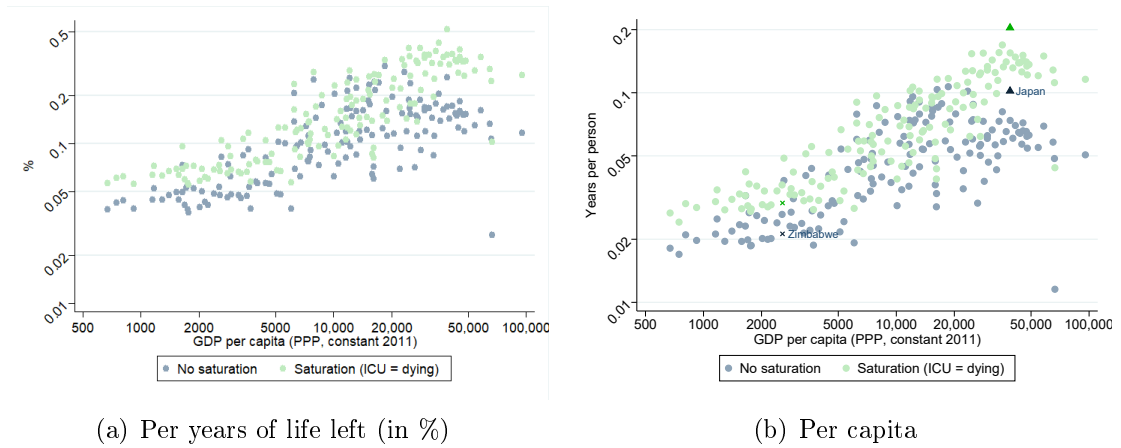 0.5
0.2
0.1
0.05
0.02
0.01
%
500 1000 2000 5000 10,000 20,000 50,000 100,000
GDP per capita (PPP, constant 2011)
No saturation Saturation (ICU = dying)
(a) Per years of life left (in %)
0.2
0.1
0.05
0.02
0.01
Years per person
Japan
Zimbabwe
500 1000 2000 5000 10,000 20,000 50,000 100,000
GDP per capita (PPP, constant 2011)
No saturation Saturation (ICU = dying)
(b) Per capita